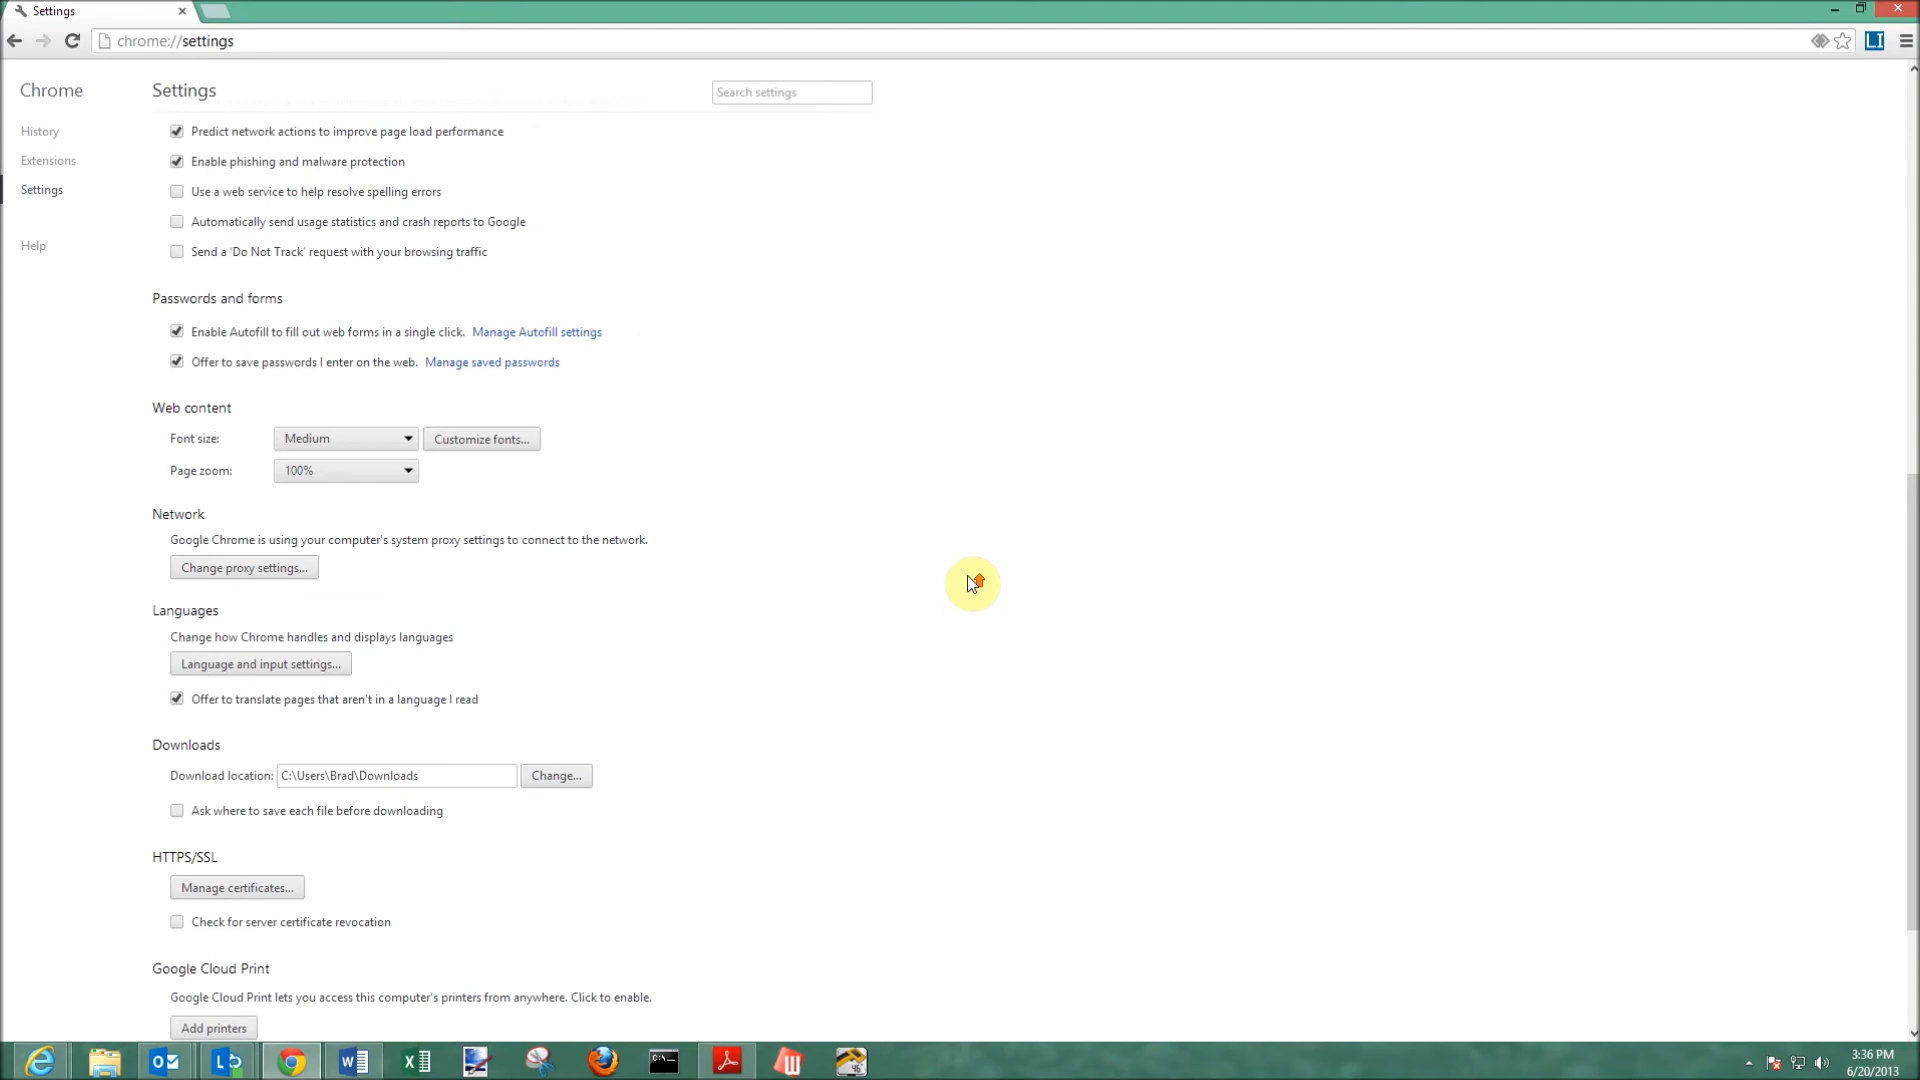 Settings
chrome://settings
LI
Chrome
Settings
Search settings
History
Extensions
Settings
Help
Predict network actions to improve page load performance
Enable phishing and malware protection
Use a web service to help resolve spelling errors
Automatically send usage statistics and crash reports to Google
Send a 'Do Not Track' request with your browsing traffic
Passwords and forms
Enable Autofill to fill out web forms in a single click. Manage Autofill settings
Offer to save passwords I enter on the web. Manage saved passwords
Web content
Font size: Medium Customize fonts...
Page zoom: 100%
Network
Google Chrome is using your computer's system proxy settings to connect to the network.
Change proxy settings...
Languages
Change how Chrome handles and displays languages
Language and input settings...
Offer to translate pages that aren't in a language I read
Downloads
Download location: C:\Users\Brad\Downloads Change...
Ask where to save each file before downloading
HTTPS/SSL
Manage certificates...
Check for server certificate revocation
Google Cloud Print
Google Cloud Print lets you access this computer's printers from anywhere. Click to enable.
Add printers
3:36 PM
6/20/2013